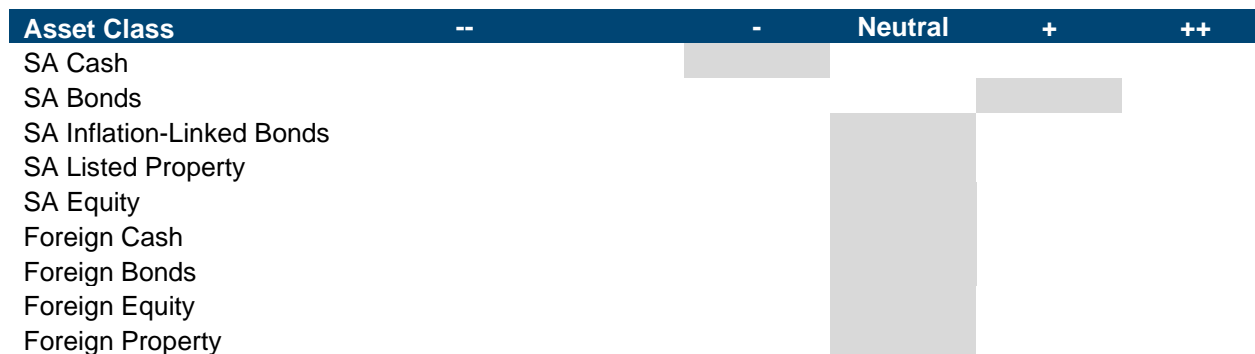 Asset Class -- - Neutral + ++
SA Cash
SA Bonds
SA Inflation-Linked Bonds
SA Listed Property
SA Equity
Foreign Cash
Foreign Bonds
Foreign Equity
Foreign Property